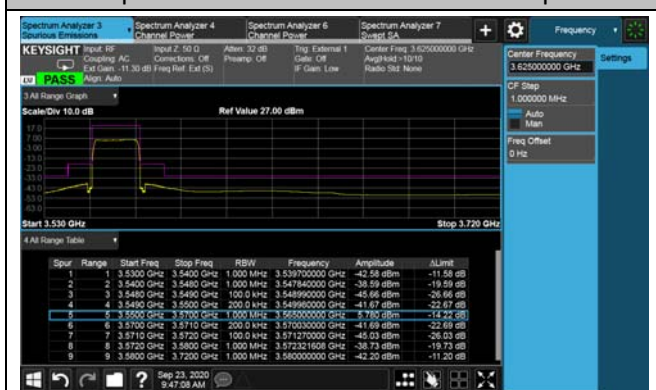 Spectrum Analyzer 3
Spurious Emissions
Spectrum Analyzer 4
Channel Power
Spectrum Analyzer 6
Channel Power
Spectrum Analyzer 7
Swept SA
Frequency
KEYSIGHT Input: RF
Coupling: AC
Ext Gain: -11.30 dB
Align: Auto
Input Z: 50 Ω
Corrections: Off
Freq Ref: Ext (S)
Atten: 32 dB
Preamp: Off
Trig: External 1
Gate: Off
IF Gain: Low
Center Freq: 3.625000000 GHz
Avg|Hold:>10/10
Radio Std: None
PASS
Center Frequency
3.625000000 GHz
Settings
CF Step
1.000000 MHz
Auto
Man
Freq Offset
0 Hz
3 All Range Graph
Scale/Div 10.0 dB
Ref Value 27.00 dBm
17.0
7.00
-3.00
-13.0
-23.0
-33.0
-43.0
-53.0
-63.0
Start 3.530 GHz
Stop 3.720 GHz
4 All Range Table
Spur Range Start Freq Stop Freq RBW Frequency Amplitude ΔLimit
1 1 3.5300 GHz 3.5400 GHz 1.000 MHz 3.539700000 GHz -42.58 dBm -11.58 dB
2 2 3.5400 GHz 3.5480 GHz 1.000 MHz 3.547840000 GHz -38.59 dBm -19.59 dB
3 3 3.5480 GHz 3.5490 GHz 100.0 kHz 3.548990000 GHz -45.66 dBm -26.66 dB
4 4 3.5490 GHz 3.5500 GHz 200.0 kHz 3.549980000 GHz -41.67 dBm -22.67 dB
5 5 3.5500 GHz 3.5700 GHz 1.000 MHz 3.565000000 GHz 5.780 dBm -14.22 dB
6 6 3.5700 GHz 3.5710 GHz 200.0 kHz 3.570030000 GHz -41.69 dBm -22.69 dB
7 7 3.5710 GHz 3.5720 GHz 100.0 kHz 3.571270000 GHz -45.03 dBm -26.03 dB
8 8 3.5720 GHz 3.5800 GHz 1.000 MHz 3.572321608 GHz -38.73 dBm -19.73 dB
9 9 3.5800 GHz 3.7200 GHz 1.000 MHz 3.580000000 GHz -42.20 dBm -11.20 dB
Sep 23, 2020
9:47:08 AM